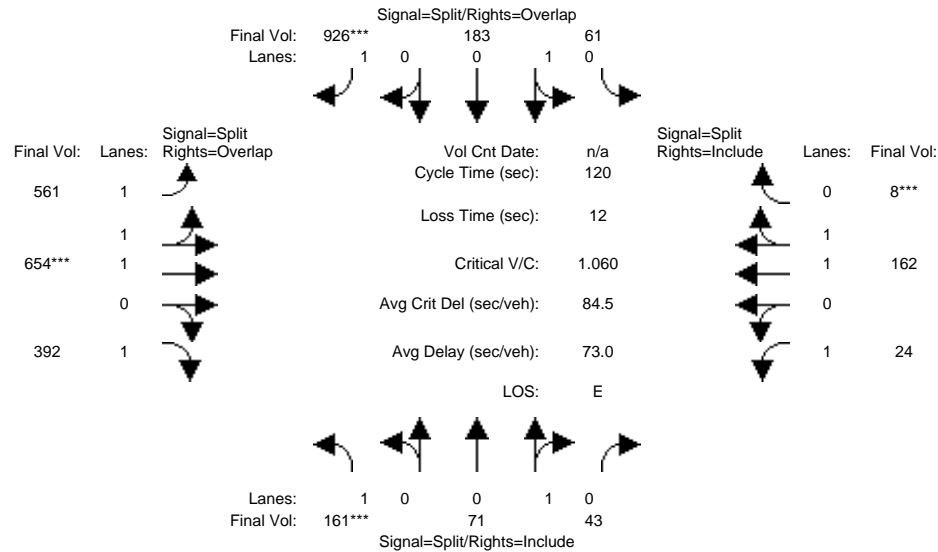 Signal=Split/Rights=Overlap
Final Vol: 926*** 183 61
Lanes: 1 0 0 1 0
Signal=Split
Final Vol: Lanes: Rights=Overlap
Vol Cnt Date: n/a
Signal=Split
Rights=Include Lanes: Final Vol:
Cycle Time (sec): 120
561 1
0 8***
Loss Time (sec): 12
1
1
654*** 1
Critical V/C: 1.060
1 162
0
Avg Crit Del (sec/veh): 84.5
0
392 1
Avg Delay (sec/veh): 73.0
1 24
LOS: E
Lanes: 1 0 0 1 0
Final Vol: 161*** 71 43
Signal=Split/Rights=Include